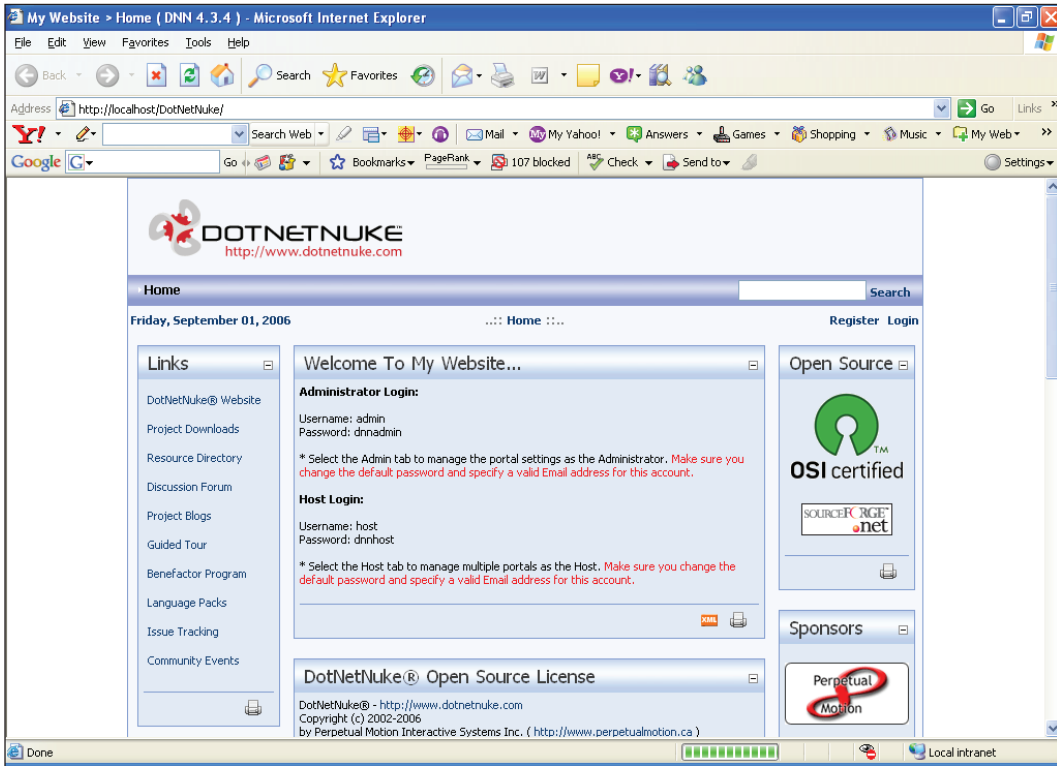 My Website > Home ( DNN 4.3.4 ) - Microsoft Internet Explorer
File Edit View Favorites Tools Help
Back Search Favorites
Address http://localhost/DotNetNuke/ Go Links »
Y! Search Web Mail My Yahoo! Answers Games Shopping Music My Web »
Google G Go Bookmarks PageRank 107 blocked ABC Check Send to Settings
DOTNETNUKE
http://www.dotnetnuke.com
Home Search
Friday, September 01, 2006 ..:: Home ::.. Register Login
Links
DotNetNuke® Website
Project Downloads
Resource Directory
Discussion Forum
Project Blogs
Guided Tour
Benefactor Program
Language Packs
Issue Tracking
Community Events
Welcome To My Website...
Administrator Login:
Username: admin
Password: dnnadmin
* Select the Admin tab to manage the portal settings as the Administrator. Make sure you
change the default password and specify a valid Email address for this account.
Host Login:
Username: host
Password: dnnhost
* Select the Host tab to manage multiple portals as the Host. Make sure you change the
default password and specify a valid Email address for this account.
XML
DotNetNuke® Open Source License
DotNetNuke® - http://www.dotnetnuke.com
Copyright (c) 2002-2006
by Perpetual Motion Interactive Systems Inc. ( http://www.perpetualmotion.ca )
Open Source
TM
OSI certified
SOURCEFORGE
.net
Sponsors
Perpetual
Motion
Done Local intranet